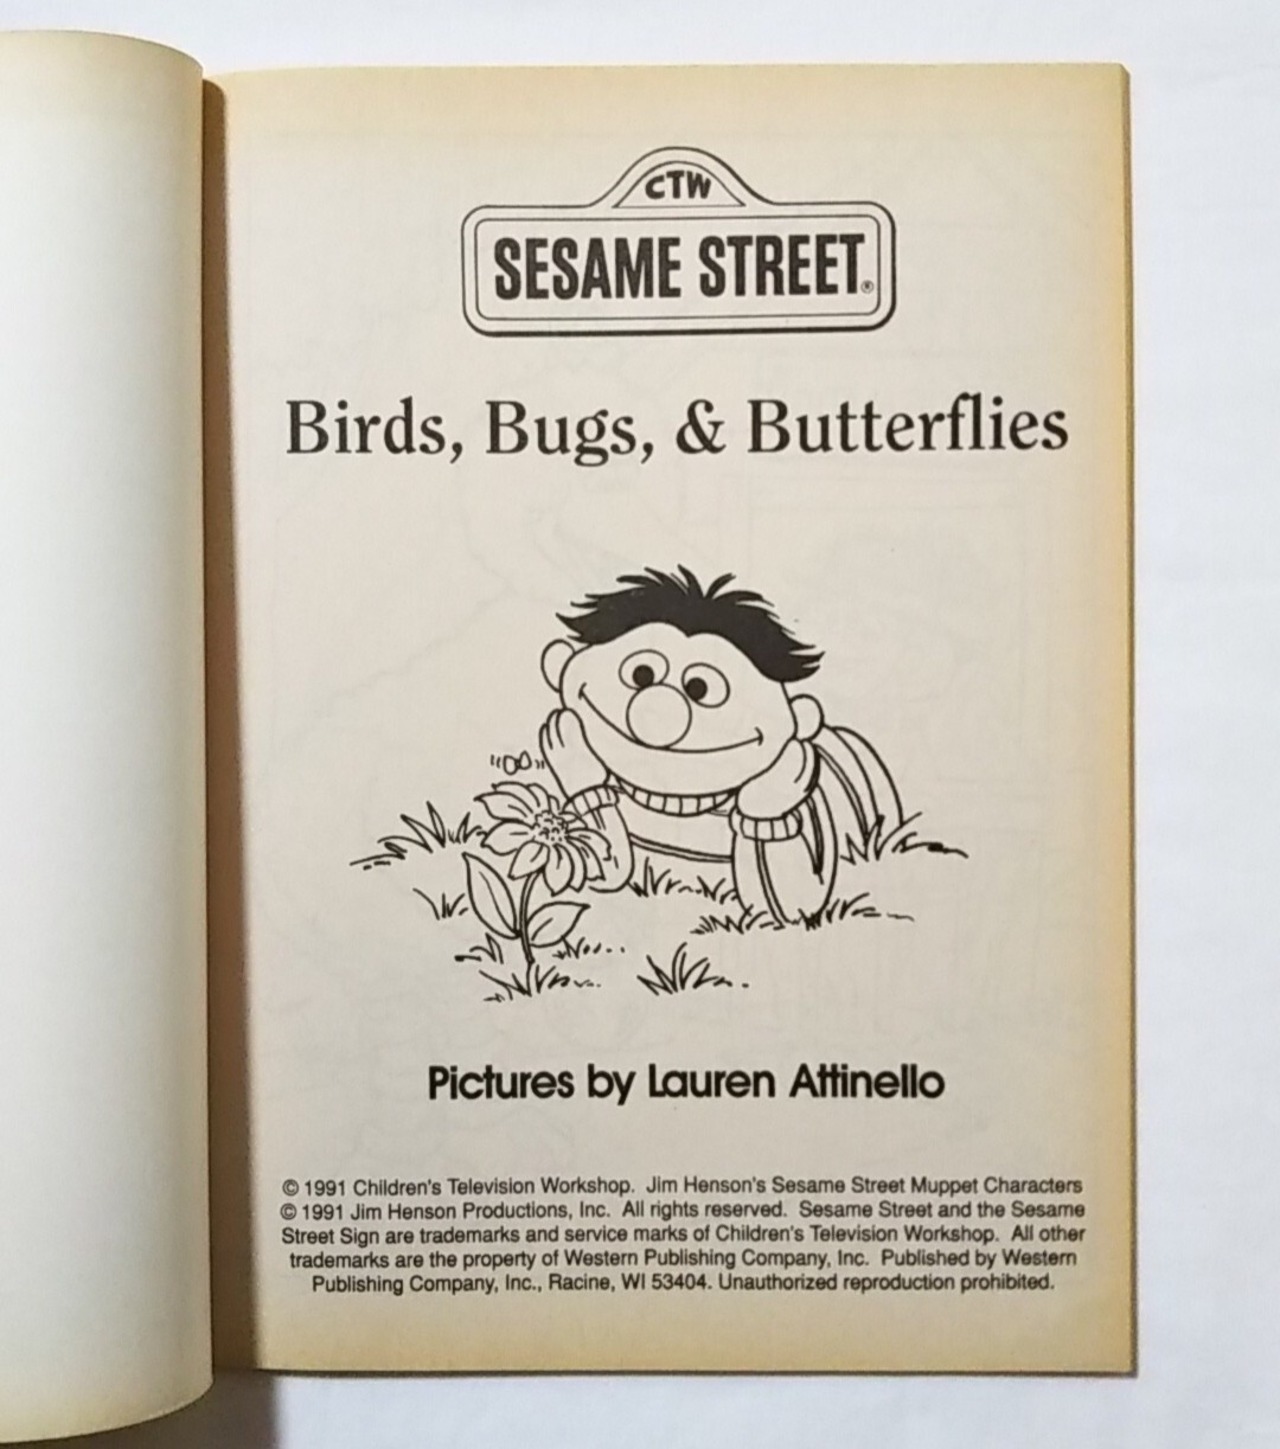 CTW
SESAME STREET®
Birds, Bugs, & Butterflies
Pictures by Lauren Attinello
© 1991 Children's Television Workshop. Jim Henson's Sesame Street Muppet Characters
© 1991 Jim Henson Productions, Inc. All rights reserved. Sesame Street and the Sesame
Street Sign are trademarks and service marks of Children's Television Workshop. All other
trademarks are the property of Western Publishing Company, Inc. Published by Western
Publishing Company, Inc., Racine, WI 53404. Unauthorized reproduction prohibited.